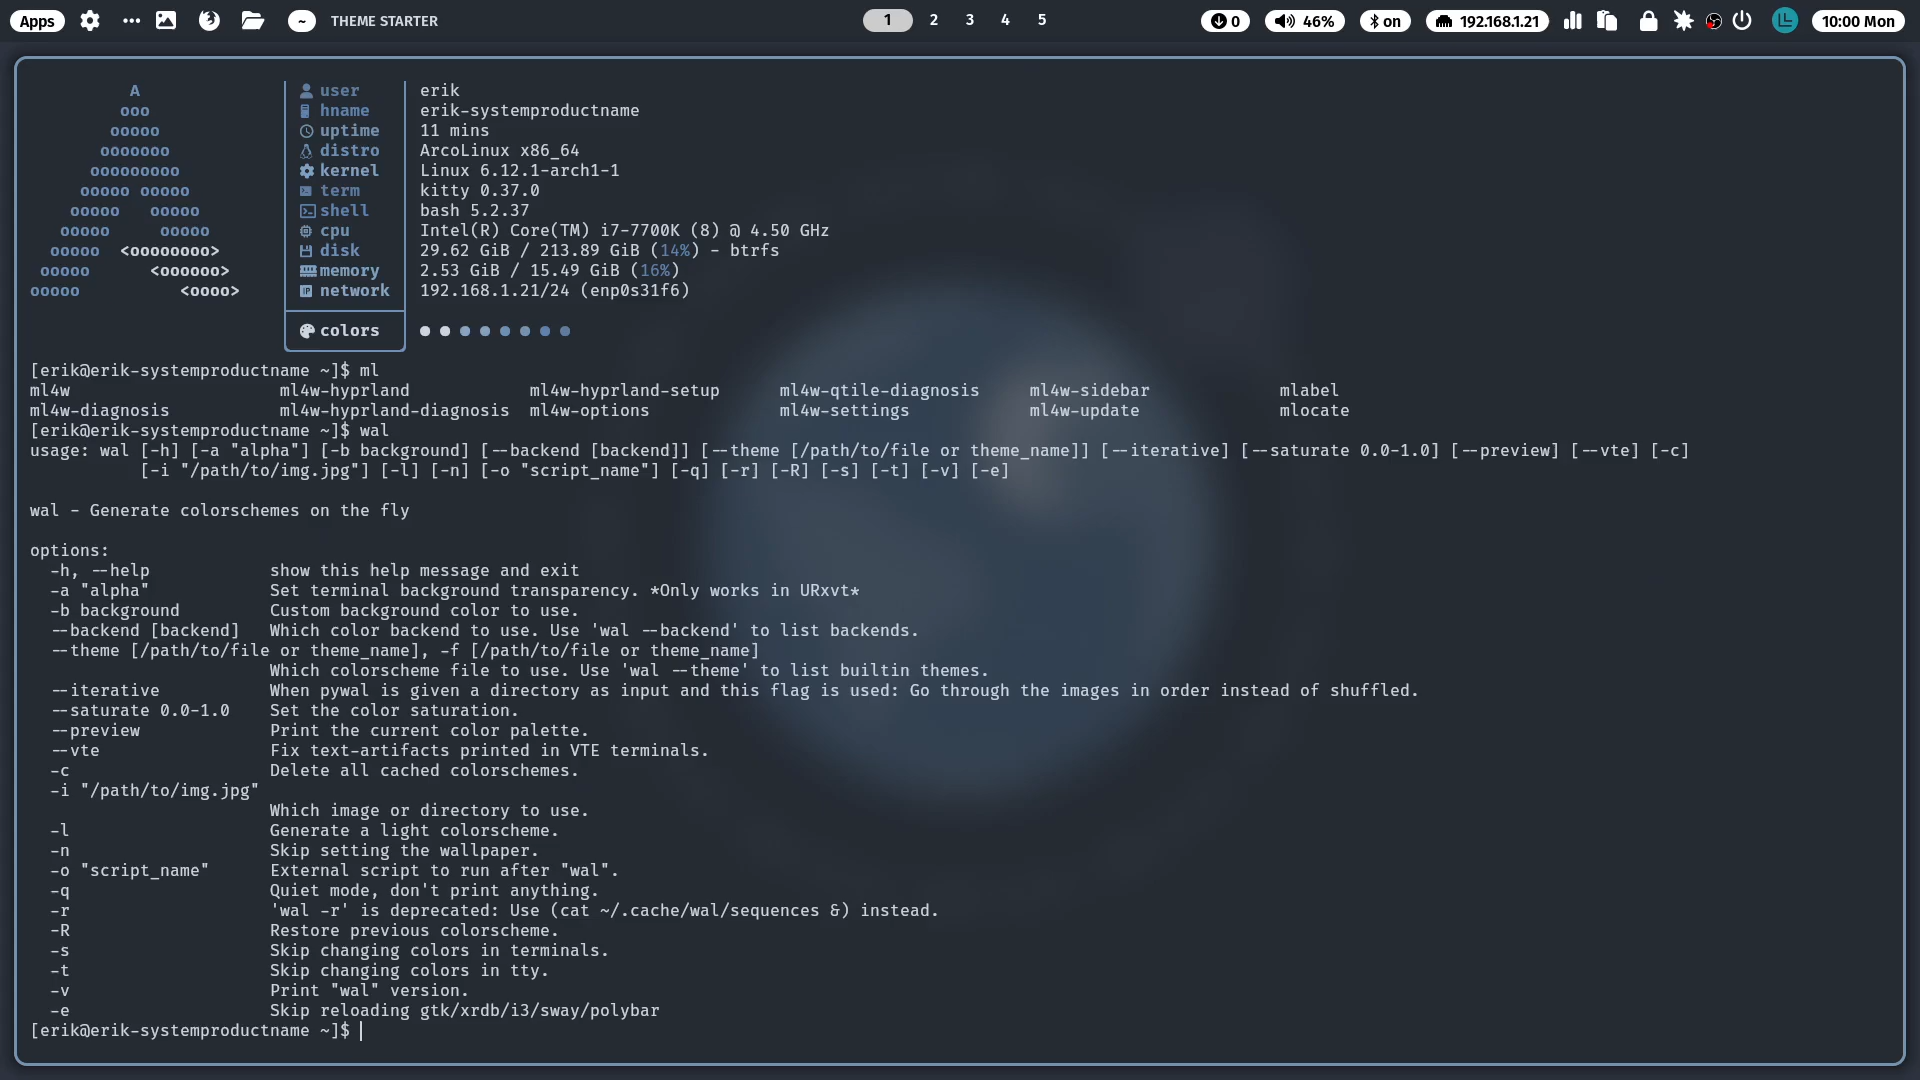 Apps ~ THEME STARTER 1 2 3 4 5 0 46% on 192.168.1.21 10:00 Mon
A user erik
ooo hname erik-systemproductname
ooooo uptime 11 mins
ooooooo distro ArcoLinux x86_64
ooooooooo kernel Linux 6.12.1-arch1-1
ooooo ooooo term kitty 0.37.0
ooooo ooooo shell bash 5.2.37
ooooo ooooo cpu Intel(R) Core(TM) i7-7700K (8) @ 4.50 GHz
ooooo <oooooooo> disk 29.62 GiB / 213.89 GiB (14%) - btrfs
ooooo <oooooo> memory 2.53 GiB / 15.49 GiB (16%)
ooooo <oooo> network 192.168.1.21/24 (enp0s31f6)
colors
[erik@erik-systemproductname ~]$ ml
ml4w ml4w-hyprland ml4w-hyprland-setup ml4w-qtile-diagnosis ml4w-sidebar mlabel
ml4w-diagnosis ml4w-hyprland-diagnosis ml4w-options ml4w-settings ml4w-update mlocate
[erik@erik-systemproductname ~]$ wal
usage: wal [-h] [-a "alpha"] [-b background] [--backend [backend]] [--theme [/path/to/file or theme_name]] [--iterative] [--saturate 0.0-1.0] [--preview] [--vte] [-c]
[-i "/path/to/img.jpg"] [-l] [-n] [-o "script_name"] [-q] [-r] [-R] [-s] [-t] [-v] [-e]
wal - Generate colorschemes on the fly
options:
-h, --help show this help message and exit
-a "alpha" Set terminal background transparency. *Only works in URxvt*
-b background Custom background color to use.
--backend [backend] Which color backend to use. Use 'wal --backend' to list backends.
--theme [/path/to/file or theme_name], -f [/path/to/file or theme_name]
Which colorscheme file to use. Use 'wal --theme' to list builtin themes.
--iterative When pywal is given a directory as input and this flag is used: Go through the images in order instead of shuffled.
--saturate 0.0-1.0 Set the color saturation.
--preview Print the current color palette.
--vte Fix text-artifacts printed in VTE terminals.
-c Delete all cached colorschemes.
-i "/path/to/img.jpg"
Which image or directory to use.
-l Generate a light colorscheme.
-n Skip setting the wallpaper.
-o "script_name" External script to run after "wal".
-q Quiet mode, don't print anything.
-r 'wal -r' is deprecated: Use (cat ~/.cache/wal/sequences &) instead.
-R Restore previous colorscheme.
-s Skip changing colors in terminals.
-t Skip changing colors in tty.
-v Print "wal" version.
-e Skip reloading gtk/xrdb/i3/sway/polybar
[erik@erik-systemproductname ~]$